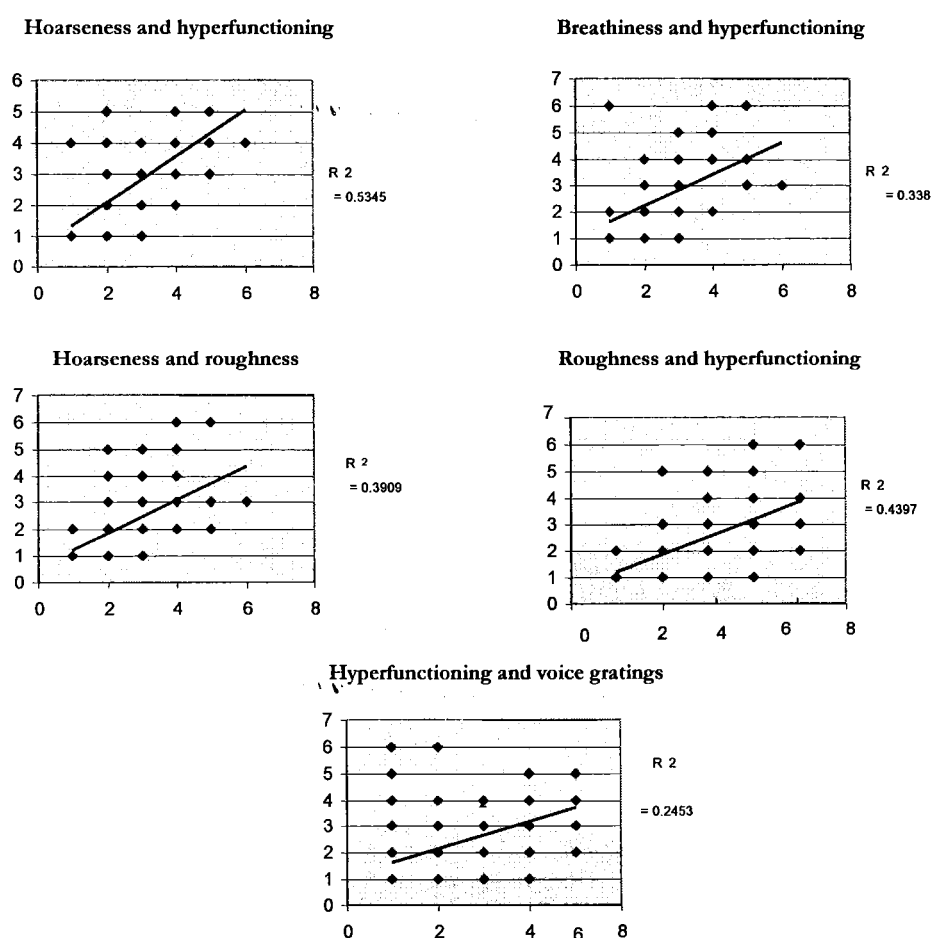 Hoarseness and hyperfunctioning
6
5
4
3
2
1
0
0 2 4 6 8
R 2
= 0.5345
Breathiness and hyperfunctioning
7
6
5
4
3
2
1
0
0 2 4 6 8
R 2
= 0.338
Hoarseness and roughness
7
6
5
4
3
2
1
0
0 2 4 6 8
R 2
= 0.3909
Roughness and hyperfunctioning
7
6
5
4
3
2
1
0
0 2 4 6 8
R 2
= 0.4397
Hyperfunctioning and voice gratings
7
6
5
4
3
2
1
0
0 2 4 6 8
R 2
= 0.2453